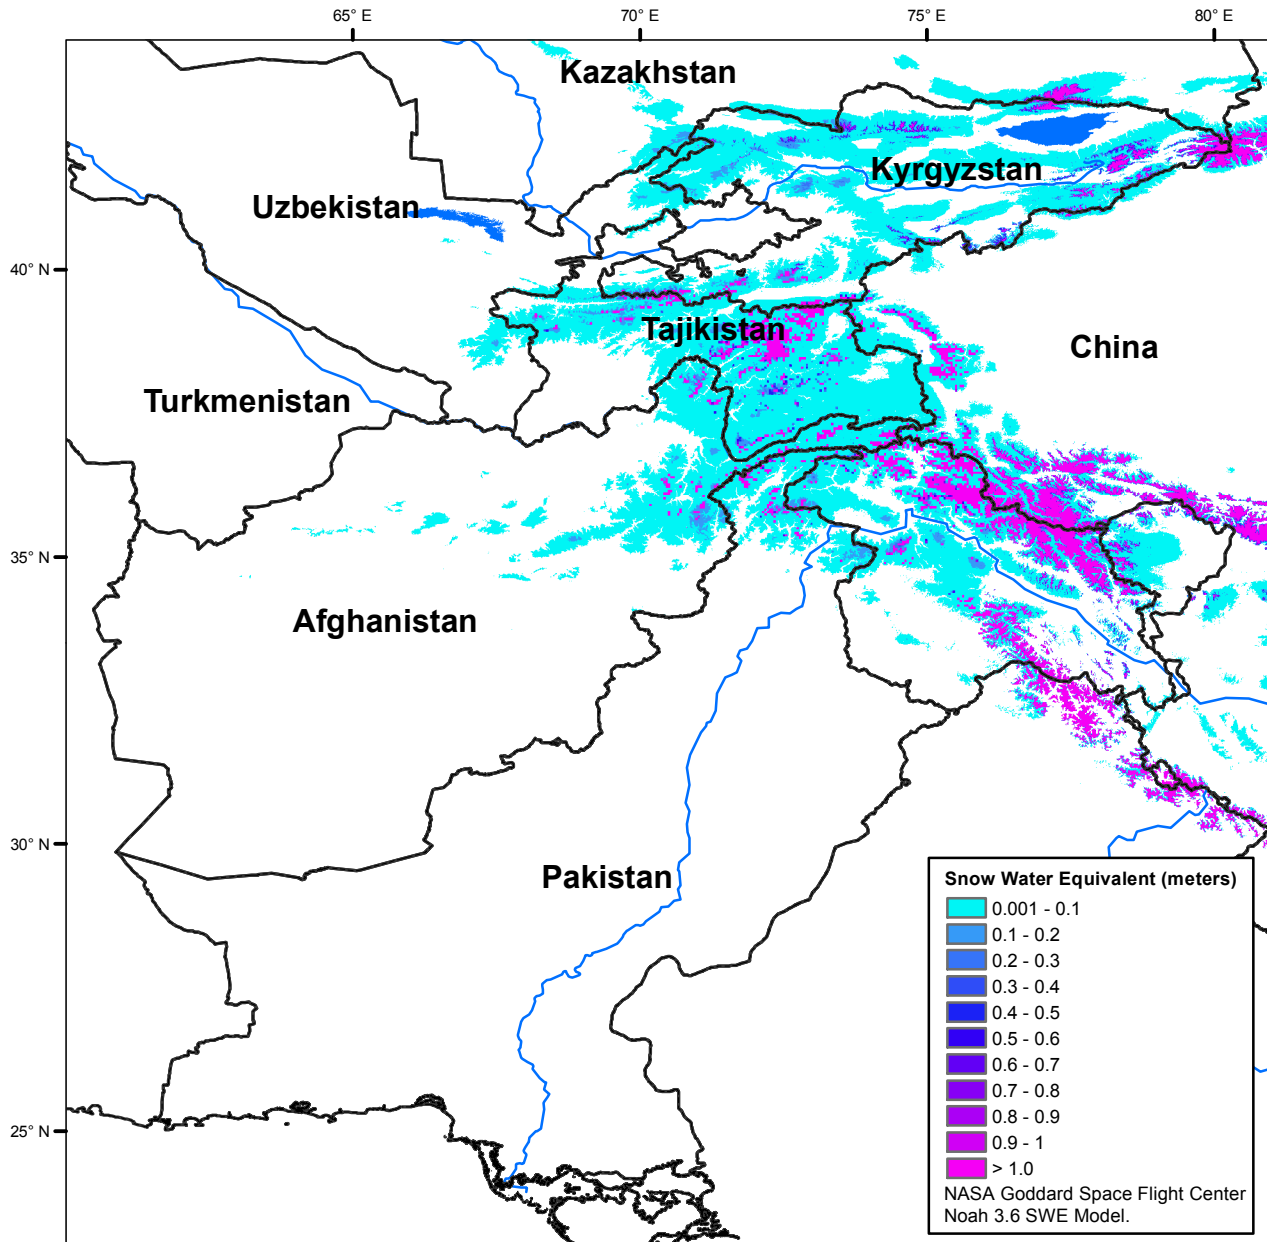 65° E
70° E
75° E
80° E
Kazakhstan
Kyrgyzstan
Uzbekistan
40° N
Tajikistan
China
Turkmenistan
35° N
Afghanistan
30° N
Pakistan
25° N
Snow Water Equivalent (meters)
0.001 - 0.1
0.1 - 0.2
0.2 - 0.3
0.3 - 0.4
0.4 - 0.5
0.5 - 0.6
0.6 - 0.7
0.7 - 0.8
0.8 - 0.9
0.9 - 1
> 1.0
NASA Goddard Space Flight Center
Noah 3.6 SWE Model.